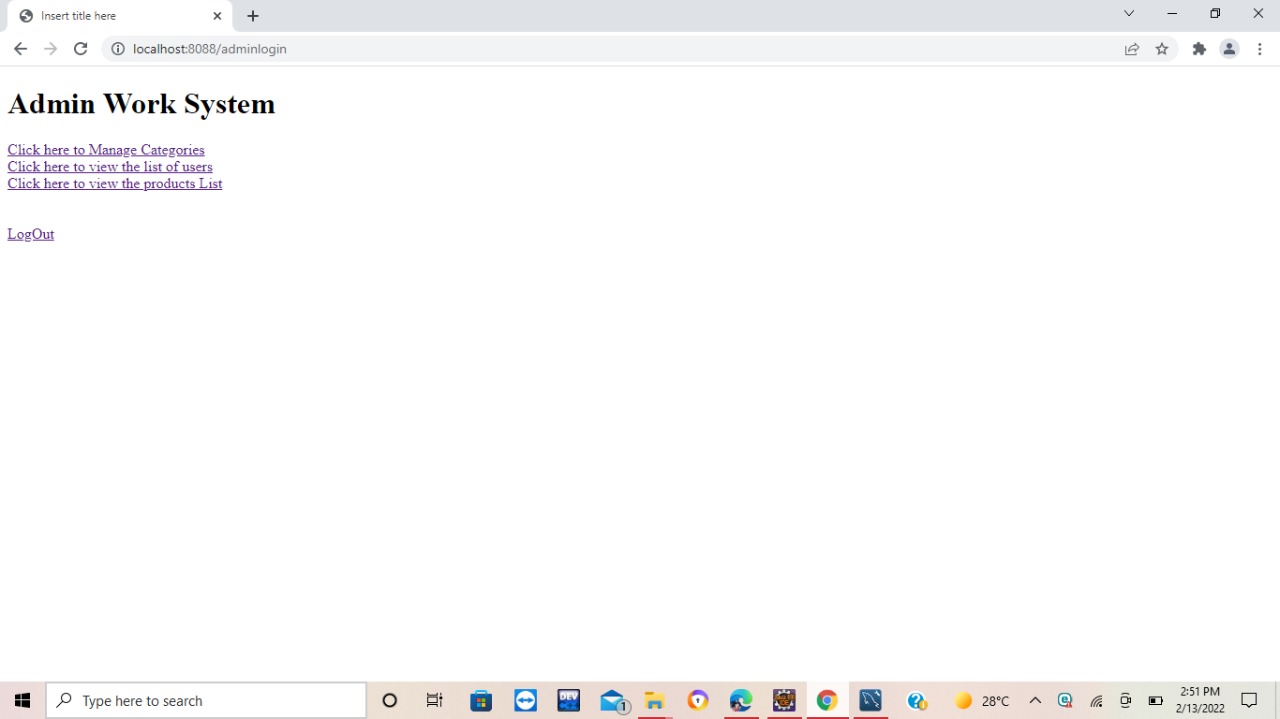 Insert title here
localhost:8088/adminlogin
Admin Work System
Click here to Manage Categories
Click here to view the list of users
Click here to view the products List
LogOut
Type here to search
DEV
1
28°C
2:51 PM
2/13/2022